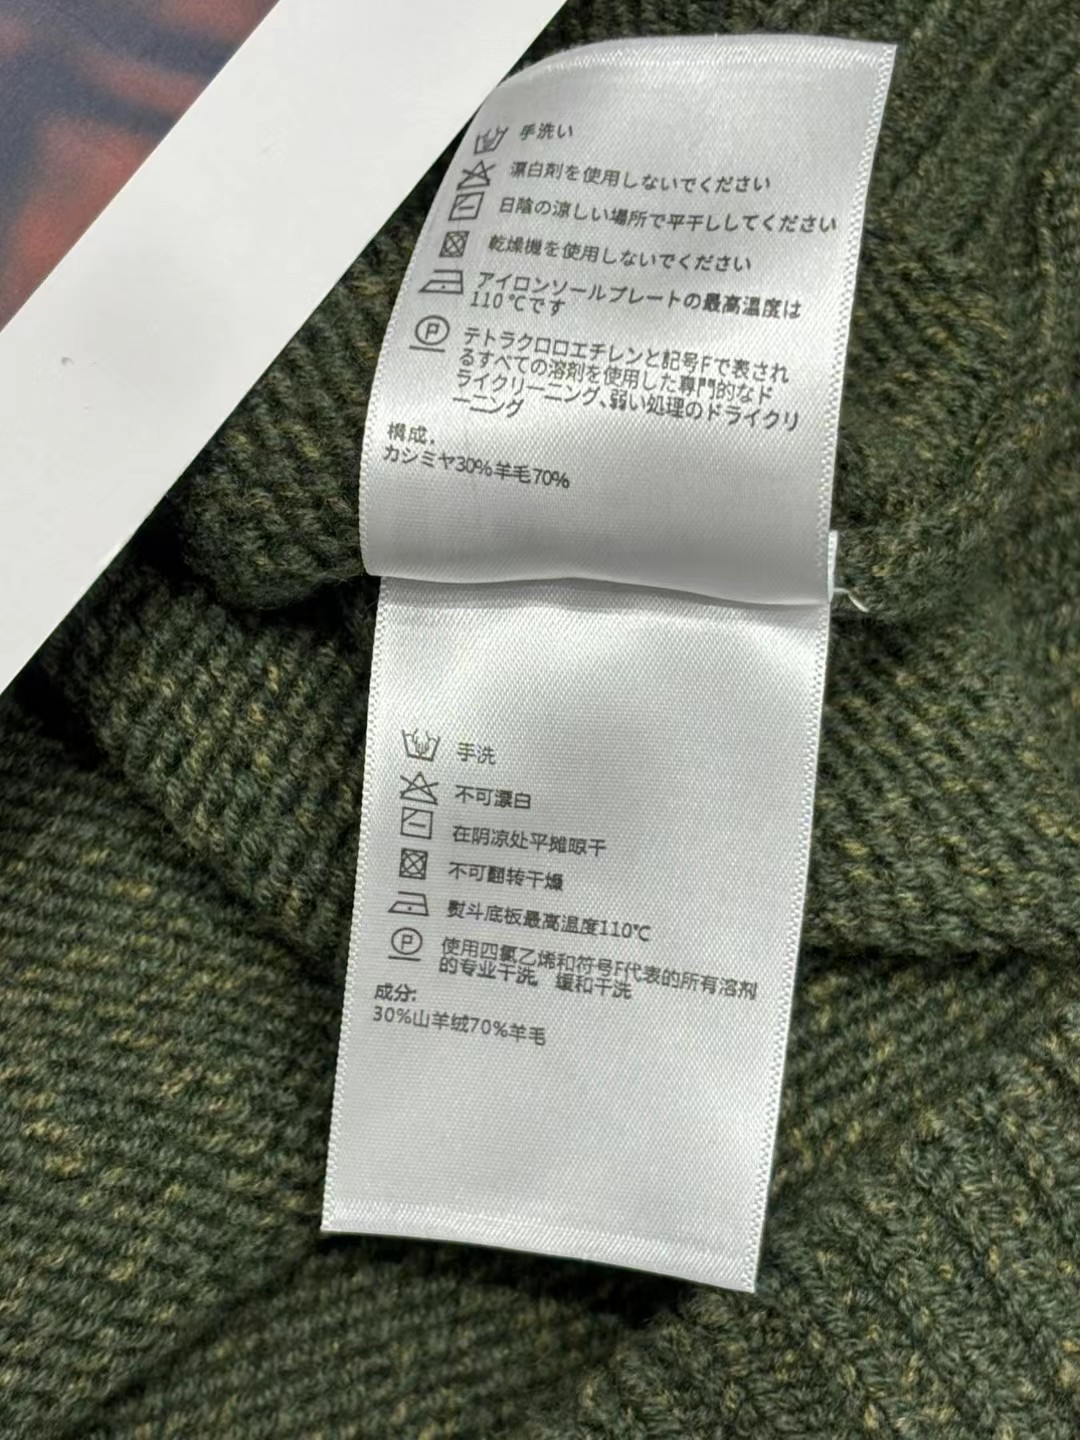 手洗い
漂白剤を使用しないでください
日陰の涼しい場所で平干ししてください
乾燥機を使用しないでください
アイロンソールプレートの最高温度は
110℃です
P
テトラクロロエチレンと記号Fで表され
るすべての溶剤を使用した専門的なド
ライクリーニング、弱い処理のドライクリ
ーニング
構成.
カシミヤ30%羊毛70%
手洗
不可漂白
在阴凉处平摊晾干
不可翻转干燥
熨斗底板最高温度110℃
P
使用四氯乙烯和符号F代表的所有溶剂
的专业干洗, 缓和干洗
成分:
30%山羊绒70%羊毛